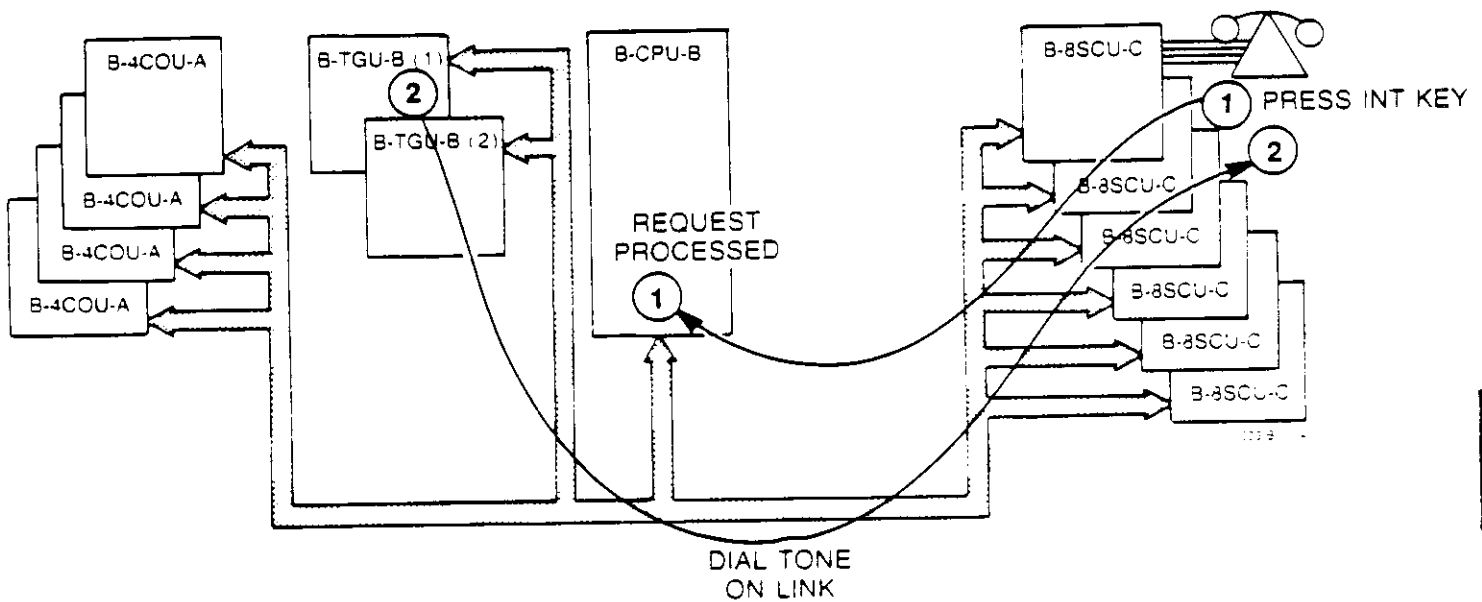 B-4COU-A
B-4COU-A
B-4COU-A
B-4COU-A
B-TGU-B (1)
2
B-TGU-B (2)
B-CPU-B
REQUEST
PROCESSED
1
B-8SCU-C
B-8SCU-C
B-8SCU-C
B-8SCU-C
B-8SCU-C
B-8SCU-C
1 PRESS INT KEY
2
DIAL TONE
ON LINK